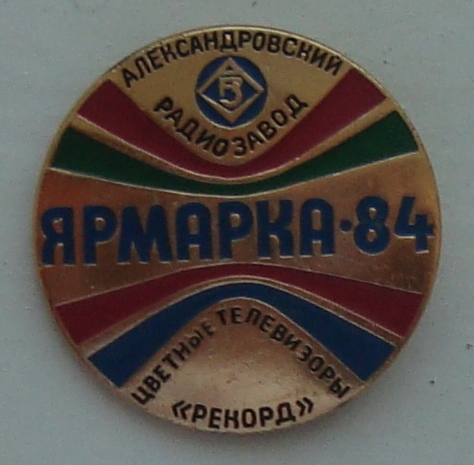 АЛЕКСАНДРОВСКИЙ
РАДИОЗАВОД
ЯРМАРКА·84
ЦВЕТНЫЕ ТЕЛЕВИЗОРЫ
«РЕКОРД»